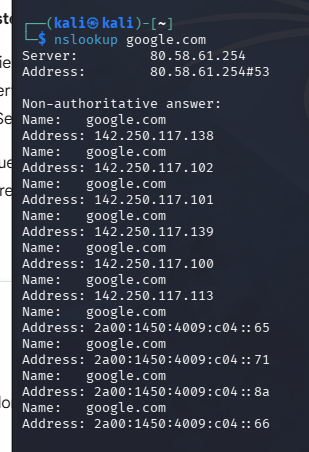 ┌──(kali㉿kali)-[~]
└─$ nslookup google.com
Server:         80.58.61.254
Address:        80.58.61.254#53

Non-authoritative answer:
Name:   google.com
Address: 142.250.117.138
Name:   google.com
Address: 142.250.117.102
Name:   google.com
Address: 142.250.117.101
Name:   google.com
Address: 142.250.117.139
Name:   google.com
Address: 142.250.117.100
Name:   google.com
Address: 142.250.117.113
Name:   google.com
Address: 2a00:1450:4009:c04::65
Name:   google.com
Address: 2a00:1450:4009:c04::71
Name:   google.com
Address: 2a00:1450:4009:c04::8a
Name:   google.com
Address: 2a00:1450:4009:c04::66